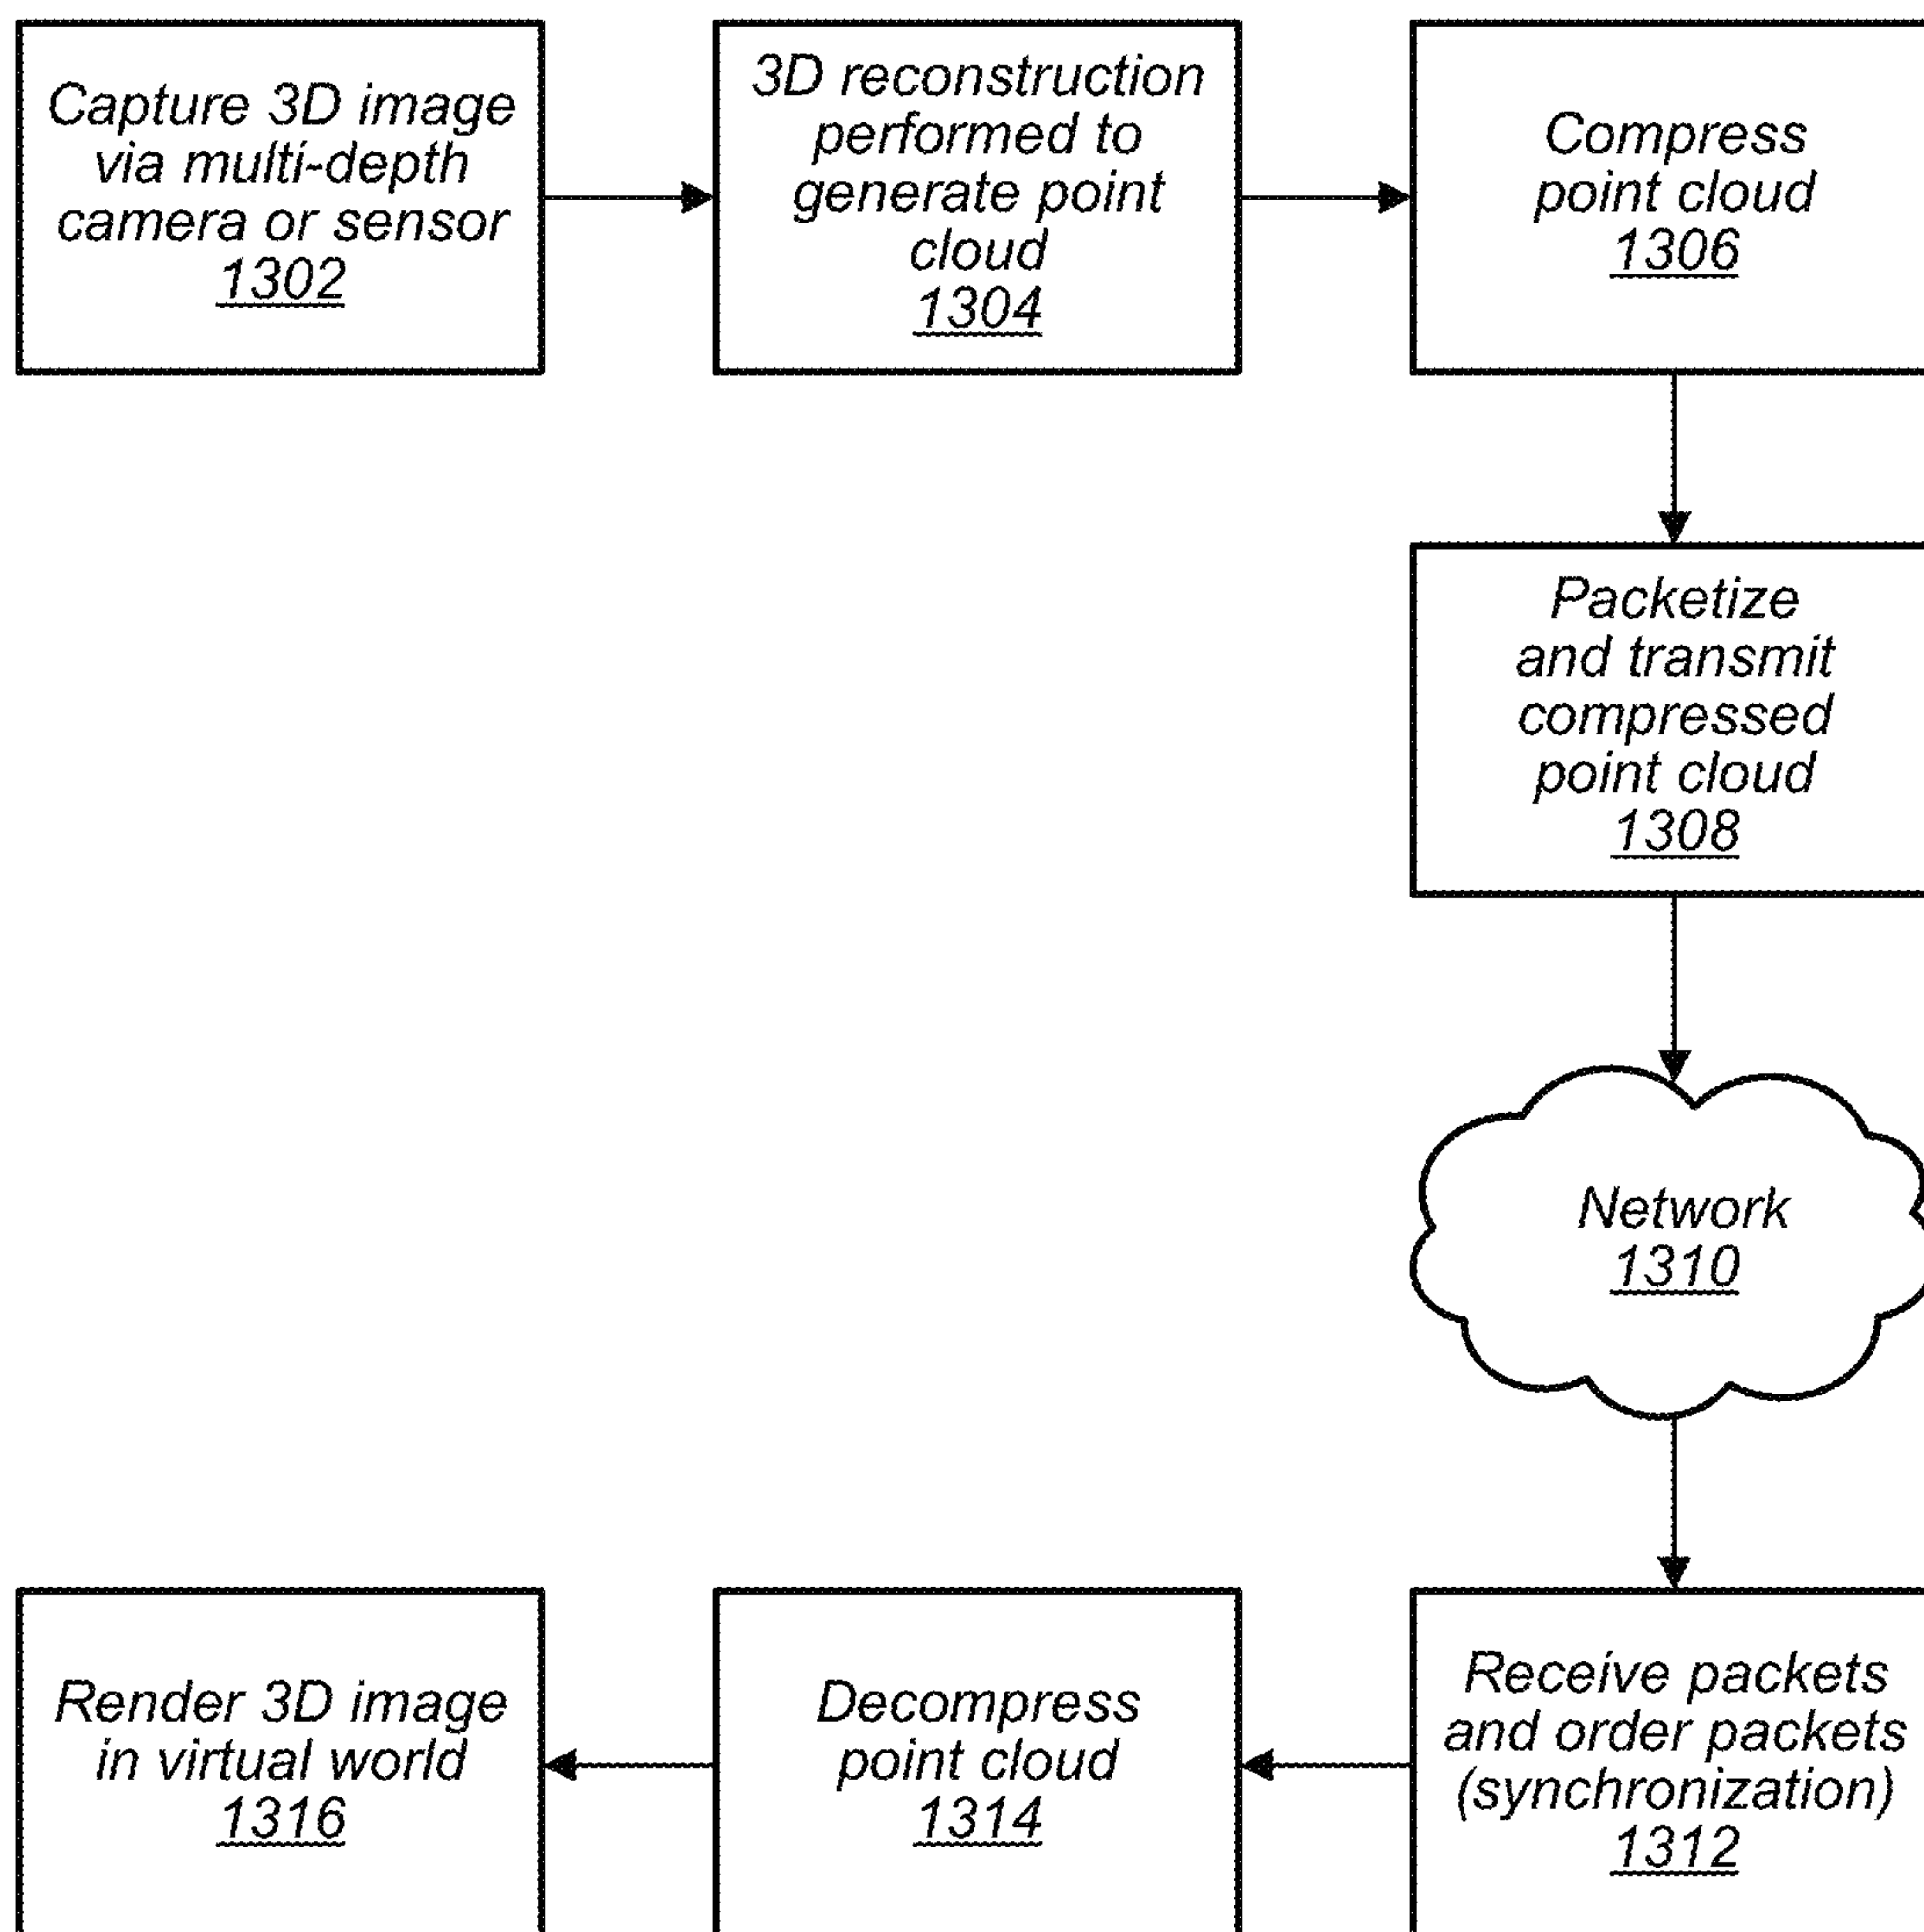 Capture 3D image
via multi-depth
camera or sensor
1302
3D reconstruction
performed to
generate point
cloud
1304
Compress
point cloud
1306
Packetize
and transmit
compressed
point cloud
1308
Network
1310
Receive packets
and order packets
(synchronization)
1312
Decompress
point cloud
1314
Render 3D image
in virtual world
1316